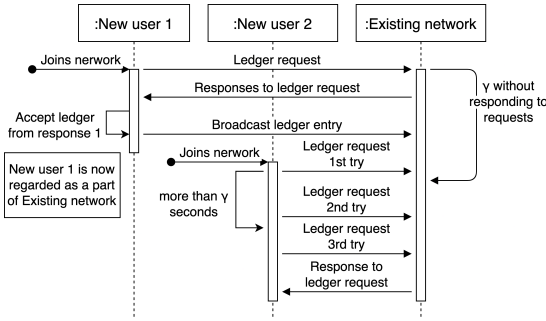 :New user 1
:New user 2
:Existing network
Joins nerwork
Ledger request
Responses to ledger request
γ without
responding to
requests
Accept ledger
from response 1
Broadcast ledger entry
New user 1 is now
regarded as a part
of Existing network
Joins nerwork
Ledger request
1st try
more than γ
seconds
Ledger request
2nd try
Ledger request
3rd try
Response to
ledger request